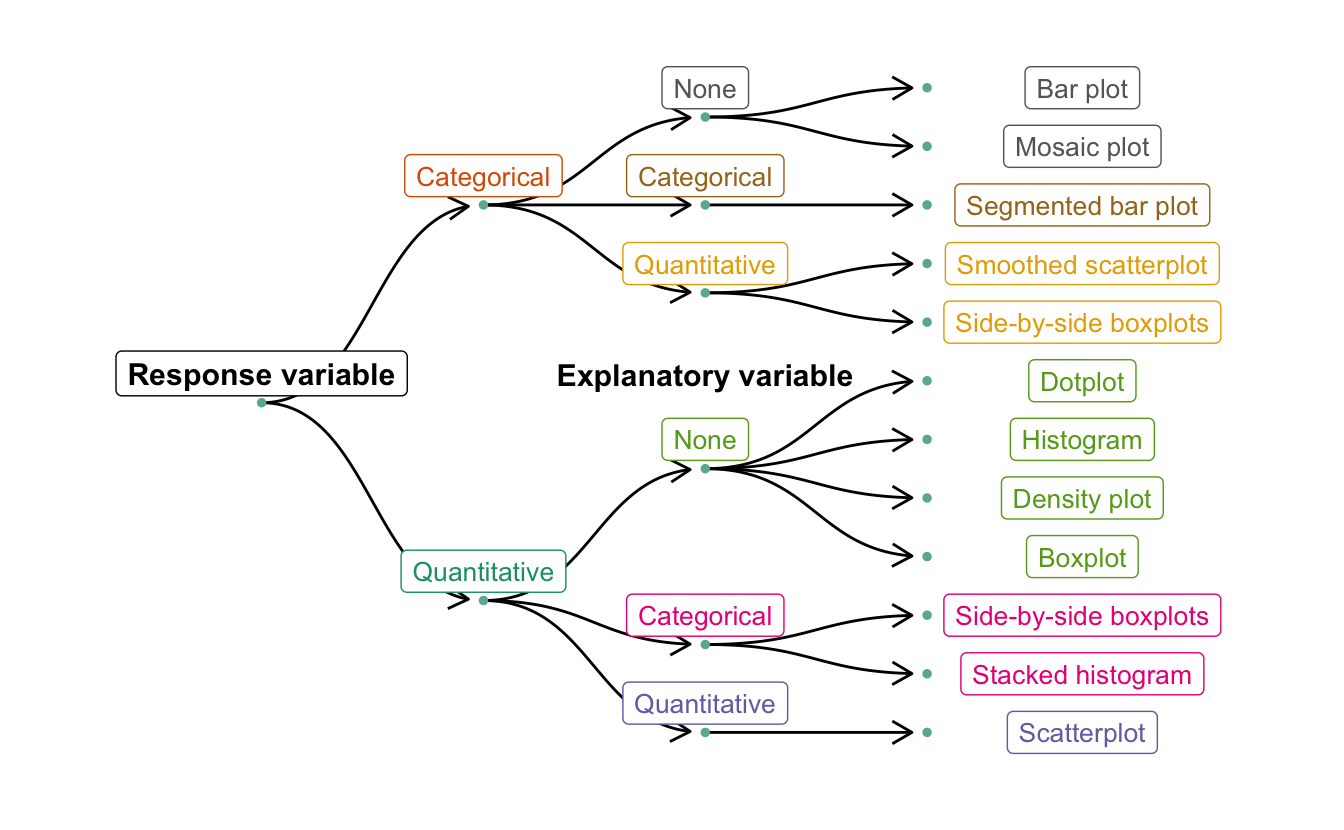 None
Bar plot
Mosaic plot
Categorical
Categorical
Segmented bar plot
Quantitative
Smoothed scatterplot
Side-by-side boxplots
Response variable
Explanatory variable
Dotplot
None
Histogram
Density plot
Boxplot
Quantitative
Categorical
Side-by-side boxplots
Stacked histogram
Quantitative
Scatterplot